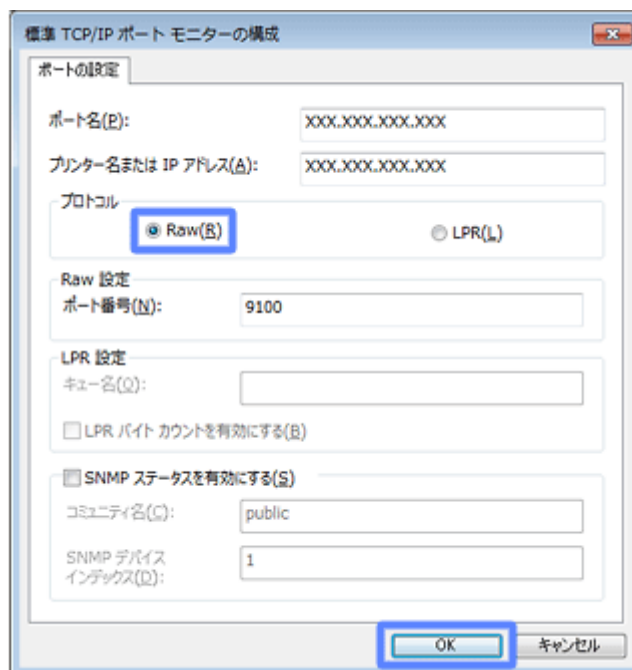 標準 TCP/IP ポート モニターの構成
ポートの設定
ポート名(P): XXX.XXX.XXX.XXX
プリンター名または IP アドレス(A): XXX.XXX.XXX.XXX
プロトコル
Raw(R) LPR(L)
Raw 設定
ポート番号(N): 9100
LPR 設定
キュー名(Q):
LPR バイト カウントを有効にする(B)
SNMP ステータスを有効にする(S)
コミュニティ名(C): public
SNMP デバイス
インデックス(D): 1
OK キャンセル